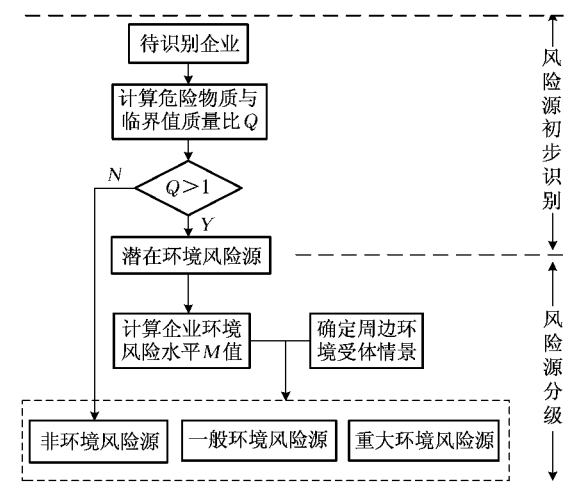 待识别企业
计算危险物质与
临界值质量比Q
N
Q>1
Y
潜在环境风险源
计算企业环境
风险水平M值
确定周边环
境受体情景
非环境风险源
一般环境风险源
重大环境风险源
风险源初步识别
风险源分级